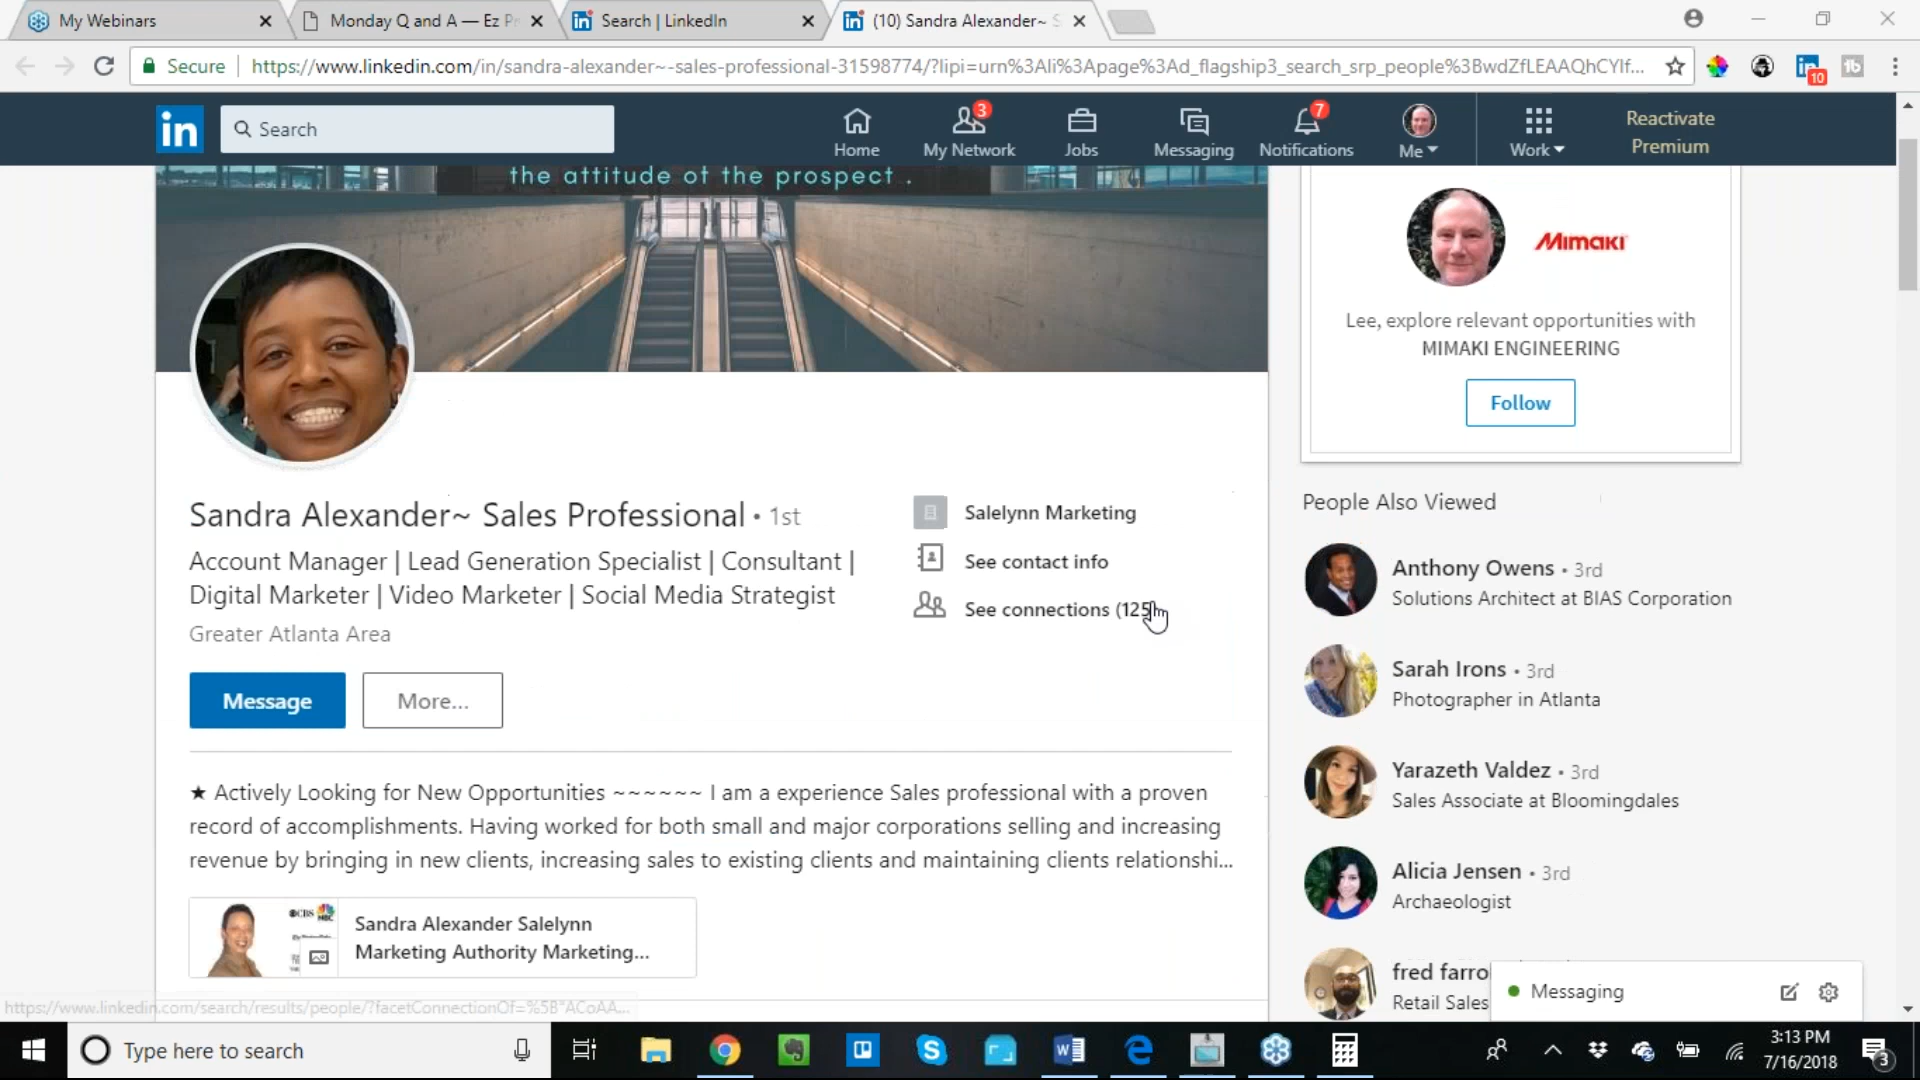 My Webinars
Monday Q and A — Ez Pr
Search | LinkedIn
(10) Sandra Alexander~ S
Secure
https://www.linkedin.com/in/sandra-alexander~-sales-professional-31598774/?lipi=urn%3Ali%3Apage%3Ad_flagship3_search_srp_people%3BwdZfLEAAQhCYIf...
10
in
Search
Home
3
My Network
Jobs
Messaging
7
Notifications
Me
Work
Reactivate
Premium
the attitude of the prospect .
Mimaki
Lee, explore relevant opportunities with
MIMAKI ENGINEERING
Follow
Sandra Alexander~ Sales Professional • 1st
Account Manager | Lead Generation Specialist | Consultant |
Digital Marketer | Video Marketer | Social Media Strategist
Greater Atlanta Area
Salelynn Marketing
See contact info
See connections (125)
Message
More...
★ Actively Looking for New Opportunities ~~~~~~ I am a experience Sales professional with a proven
record of accomplishments. Having worked for both small and major corporations selling and increasing
revenue by bringing in new clients, increasing sales to existing clients and maintaining clients relationshi...
CBS
NBC
Sandra Alexander Salelynn
Marketing Authority Marketing...
People Also Viewed
Anthony Owens • 3rd
Solutions Architect at BIAS Corporation
Sarah Irons • 3rd
Photographer in Atlanta
Yarazeth Valdez • 3rd
Sales Associate at Bloomingdales
Alicia Jensen • 3rd
Archaeologist
fred farro
Retail Sales
Messaging
https://www.linkedin.com/search/results/people/?facetConnectionOf=%5B"ACoAA...
Type here to search
3:13 PM
7/16/2018
3